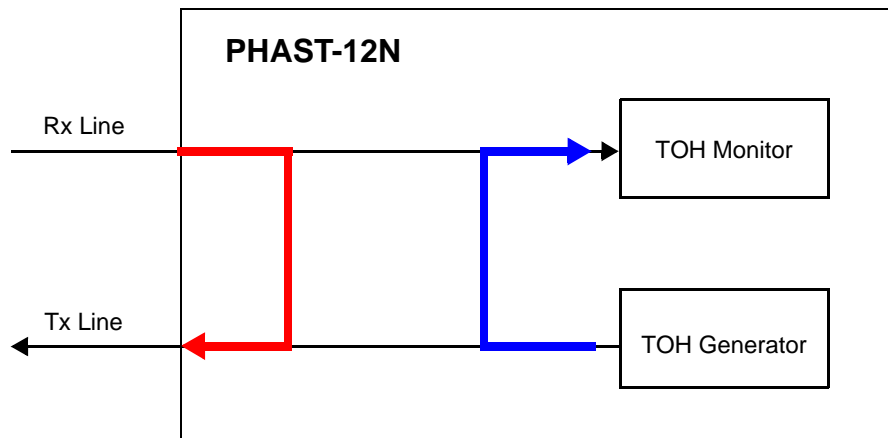 PHAST-12N
Rx Line
TOH Monitor
Tx Line
TOH Generator